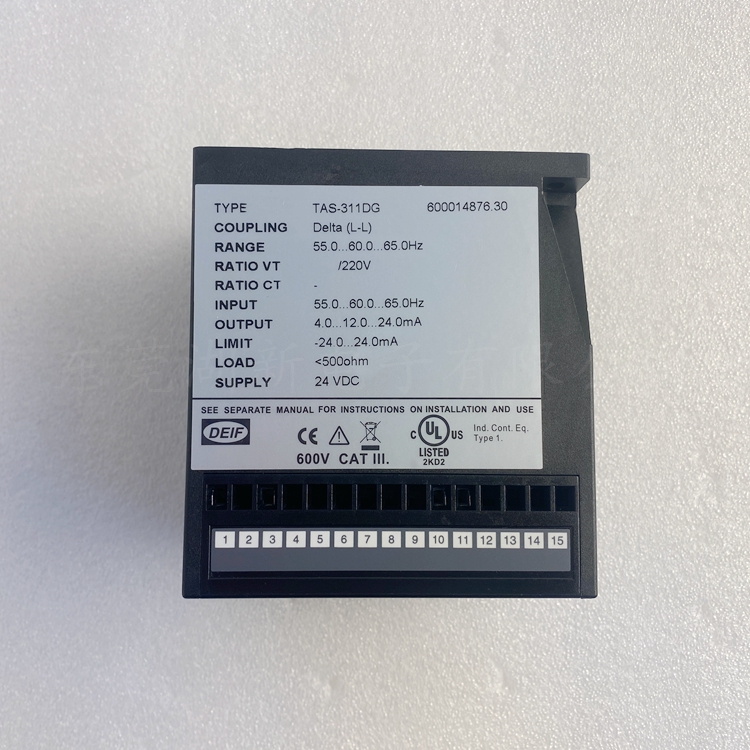 TYPE TAS-311DG 600014876.30
COUPLING Delta (L-L)
RANGE 55.0...60.0...65.0Hz
RATIO VT /220V
RATIO CT -
INPUT 55.0...60.0...65.0Hz
OUTPUT 4.0...12.0...24.0mA
LIMIT -24.0...24.0mA
LOAD <500ohm
SUPPLY 24 VDC
SEE SEPARATE MANUAL FOR INSTRUCTIONS ON INSTALLATION AND USE
DEIF CE
600V CAT III.
C UL US
LISTED
2KD2
Ind. Cont. Eq.
Type 1.
1 2 3 4 5 6 7 8 9 10 11 12 13 14 15